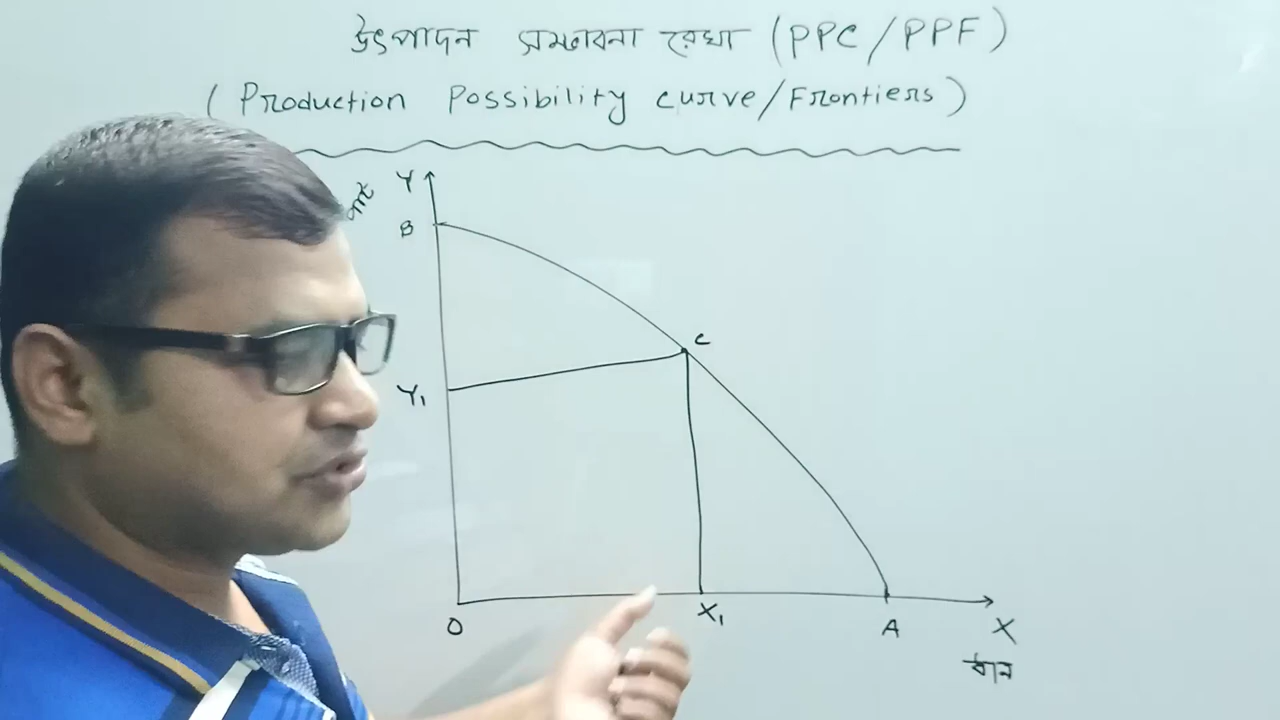 উৎপাদন সম্ভাবনা রেখা (PPC/PPF)
(Production Possibility curve/Frontiers)
Y
B
C
Y₁
O
X₁
A
X
ধান